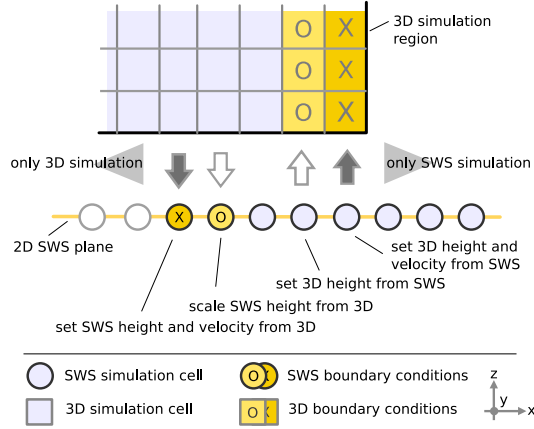 3D simulation
region
O X
O X
O X
only 3D simulation
only SWS simulation
X O
2D SWS plane
set 3D height and
velocity from SWS
set 3D height from SWS
scale SWS height from 3D
set SWS height and velocity from 3D
SWS simulation cell
O X SWS boundary conditions
3D simulation cell
O X 3D boundary conditions
z
y
x